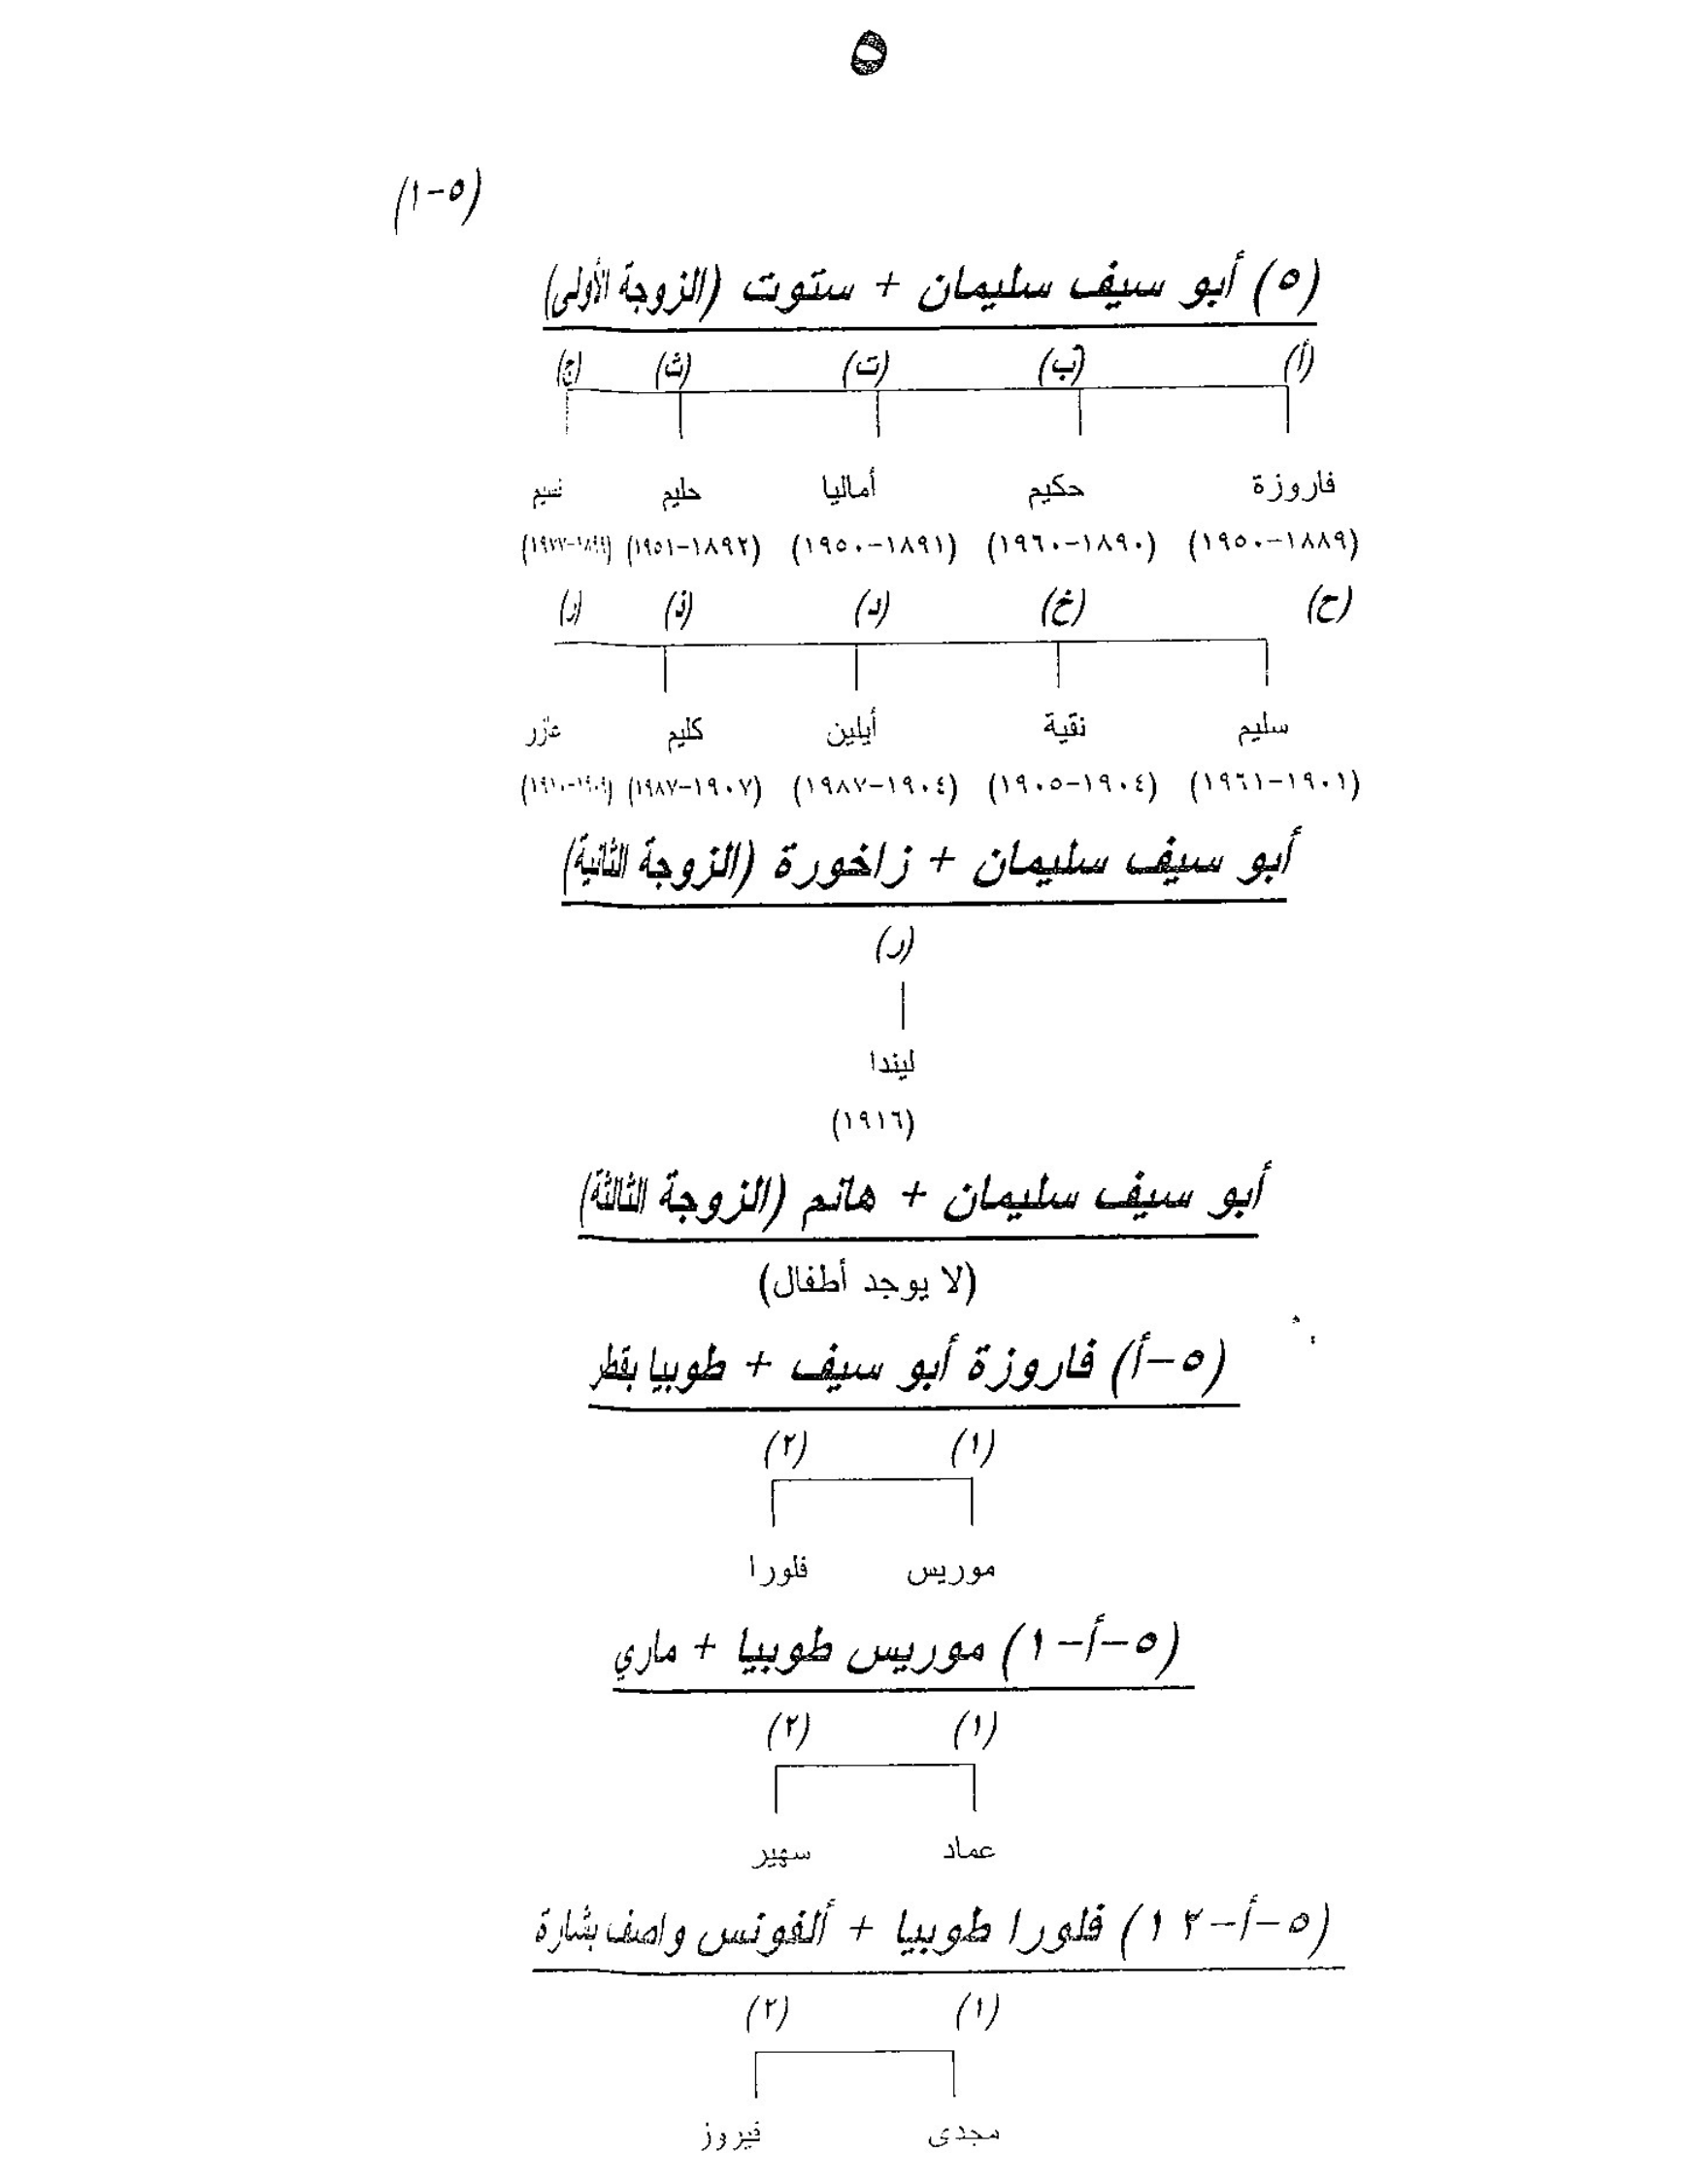 ٥
(٥-١)
(٥) أبو سيف سليمان + ستوت (الزوجة الأولى)
(أ) (ب) (ت) (ث) (ج)
فاروزة حكيم أماليا حليم نسيم
(١٨٨٩-١٩٥٠) (١٨٩٠-١٩٦٠) (١٨٩١-١٩٥٠) (١٨٩٢-١٩٥١)
(ح) (خ) (د) (ذ) (ر)
سليم نقية أيلين كليم عازر
(١٩٠١-١٩٦١) (١٩٠٤-١٩٠٥) (١٩٠٤-١٩٨٧) (١٩٠٧-١٩٨٧) (١٩٠٩-١٩١٠)
أبو سيف سليمان + زاخورة (الزوجة الثانية)
(ر)
ليندا
(١٩١٦)
أبو سيف سليمان + هانم (الزوجة الثالثة)
(لا يوجد أطفال)
(٥-أ) فاروزة أبو سيف + طوبيا بقطر
(١) (٢)
موريس فلورا
(٥-أ-١) موريس طوبيا + ماري
(١) (٢)
عماد سهير
(٥-أ-٢ ١) فلورا طوبيا + ألفونس واصف بشارة
(١) (٢)
مجدى فيروز